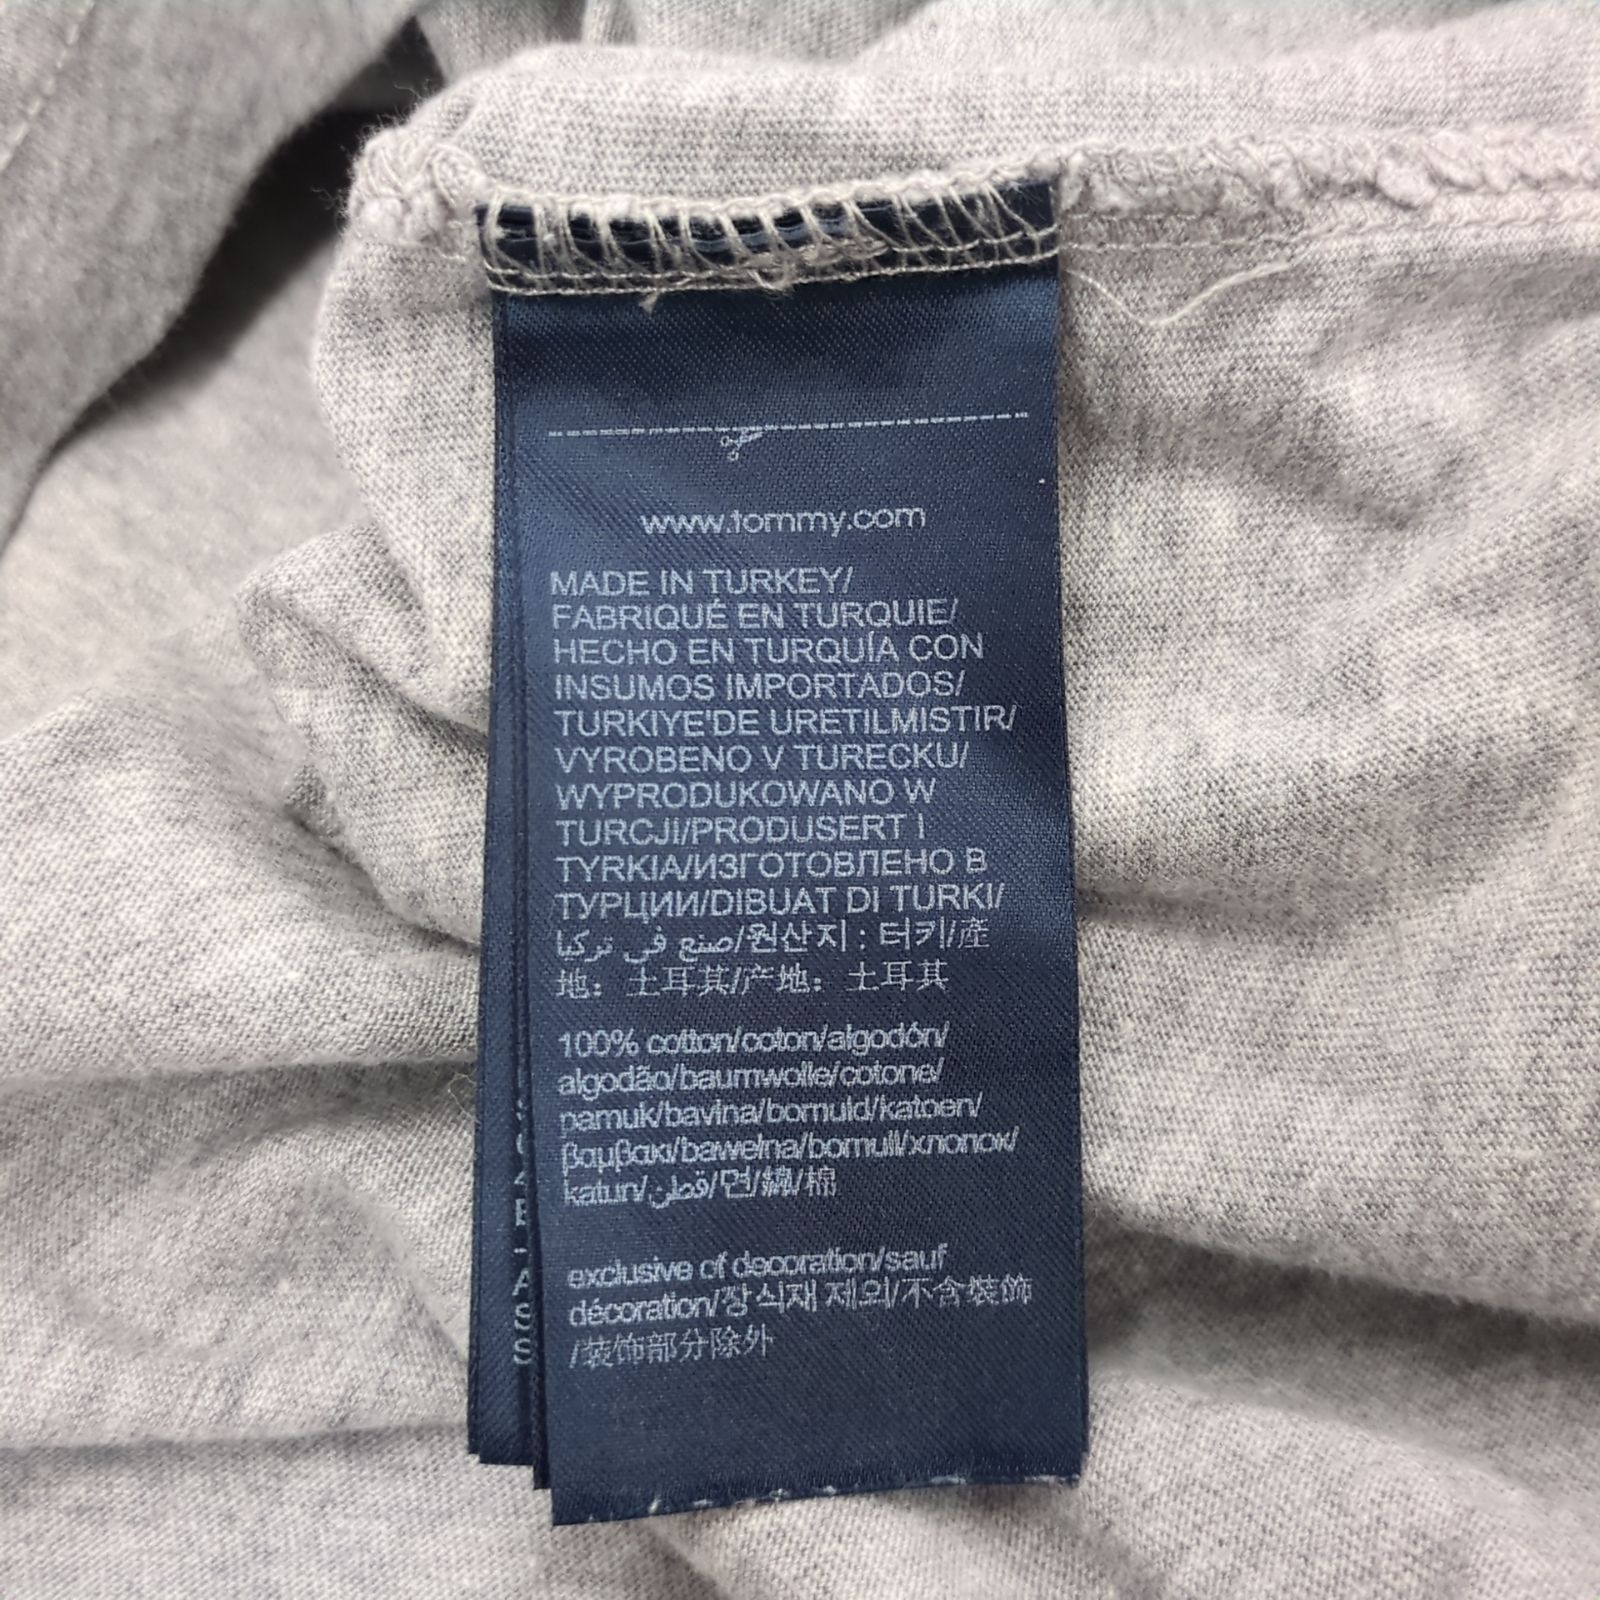 www.tommy.com
MADE IN TURKEY/
FABRIQUÉ EN TURQUIE/
HECHO EN TURQUÍA CON
INSUMOS IMPORTADOS/
TURKIYE'DE URETILMISTIR/
VYROBENO V TURECKU/
WYPRODUKOWANO W
TURCJI/PRODUSERT I
TYRKIA/ИЗГОТОВЛЕНО В
ТУРЦИИ/DIBUAT DI TURKI/
صنع في تركيا/원산지 : 터키/產
地：土耳其/产地：土耳其
100% cotton/coton/algodón/
algodão/baumwolle/cotone/
pamuk/bavlna/bomuld/katoen/
βαμβακι/bawełna/bomull/хлопок/
katun/قطن/면/綿/棉
exclusive of decoration/sauf
décoration/장식재 제외/不含裝飾
/装饰部分除外